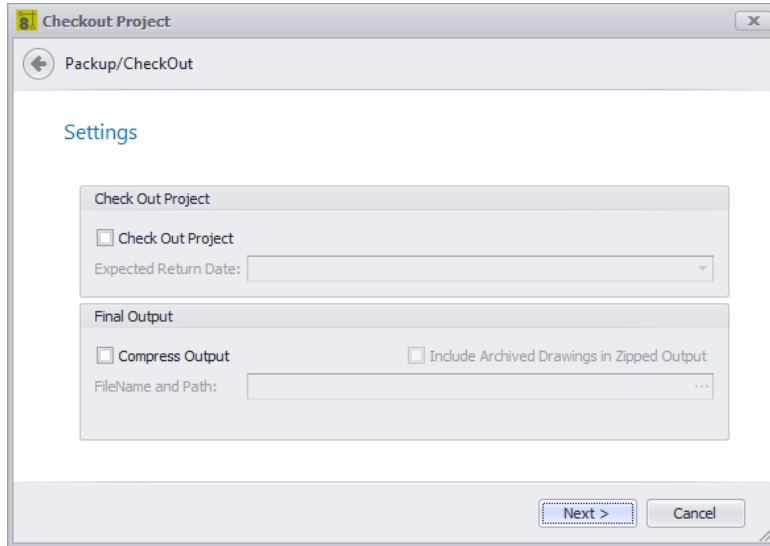 8 Checkout Project
Packup/CheckOut
Settings
Check Out Project
Check Out Project
Expected Return Date:
Final Output
Compress Output Include Archived Drawings in Zipped Output
FileName and Path: ...
Next > Cancel